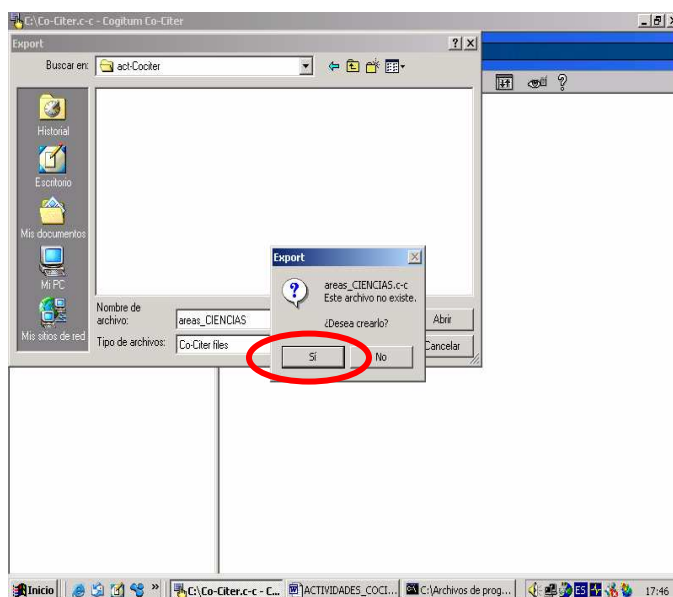 C:\Co-Citer.c-c - Cogitum Co-Citer
Export
Buscar en:
act-Cociter
Historial
Escritorio
Mis documentos
Mi PC
Mis sitios de red
Export
areas_CIENCIAS.c-c
Este archivo no existe.
¿Desea crearlo?
Sí
No
Nombre de
archivo:
areas_CIENCIAS
Abrir
Tipo de archivos:
Co-Citer files
Cancelar
Inicio
»
C:\Co-Citer.c-c - C...
ACTIVIDADES_COCI...
C:\Archivos de prog...
ES
17:46